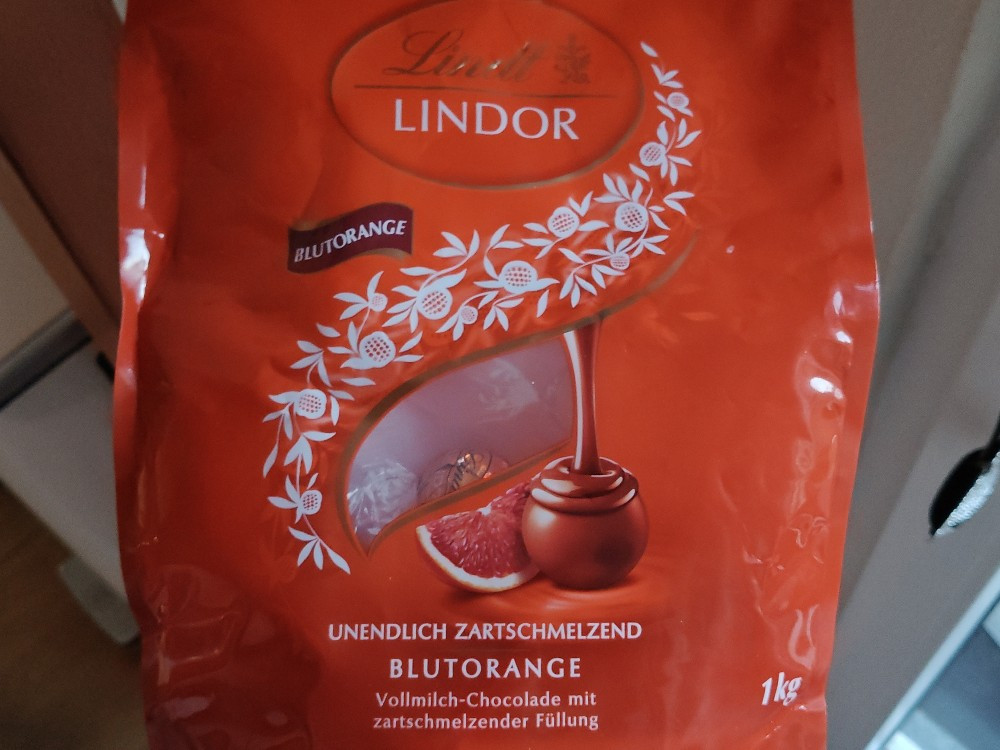 Lindt
LINDOR
BLUTORANGE
UNENDLICH ZARTSCHMELZEND
BLUTORANGE
Vollmilch-Chocolade mit
zartschmelzender Füllung
1kg